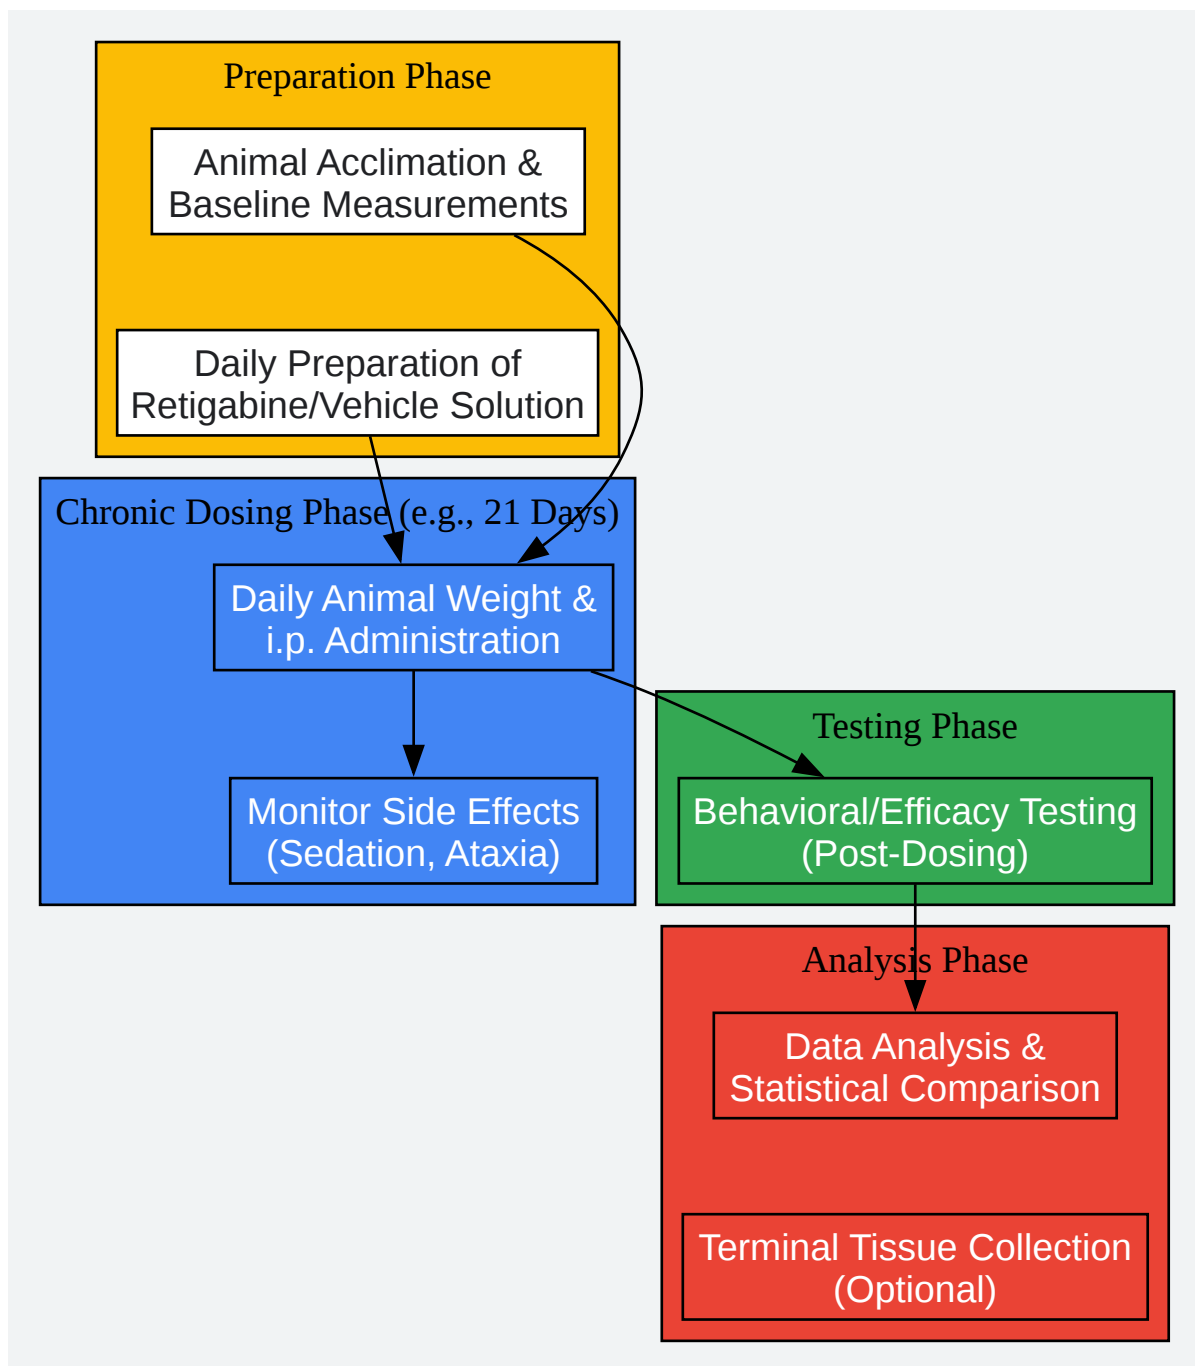 Preparation Phase
Animal Acclimation &
Baseline Measurements
Daily Preparation of
Retigabine/Vehicle Solution
Chronic Dosing Phase (e.g., 21 Days)
Daily Animal Weight &
i.p. Administration
Monitor Side Effects
(Sedation, Ataxia)
Testing Phase
Behavioral/Efficacy Testing
(Post-Dosing)
Analysis Phase
Data Analysis &
Statistical Comparison
Terminal Tissue Collection
(Optional)